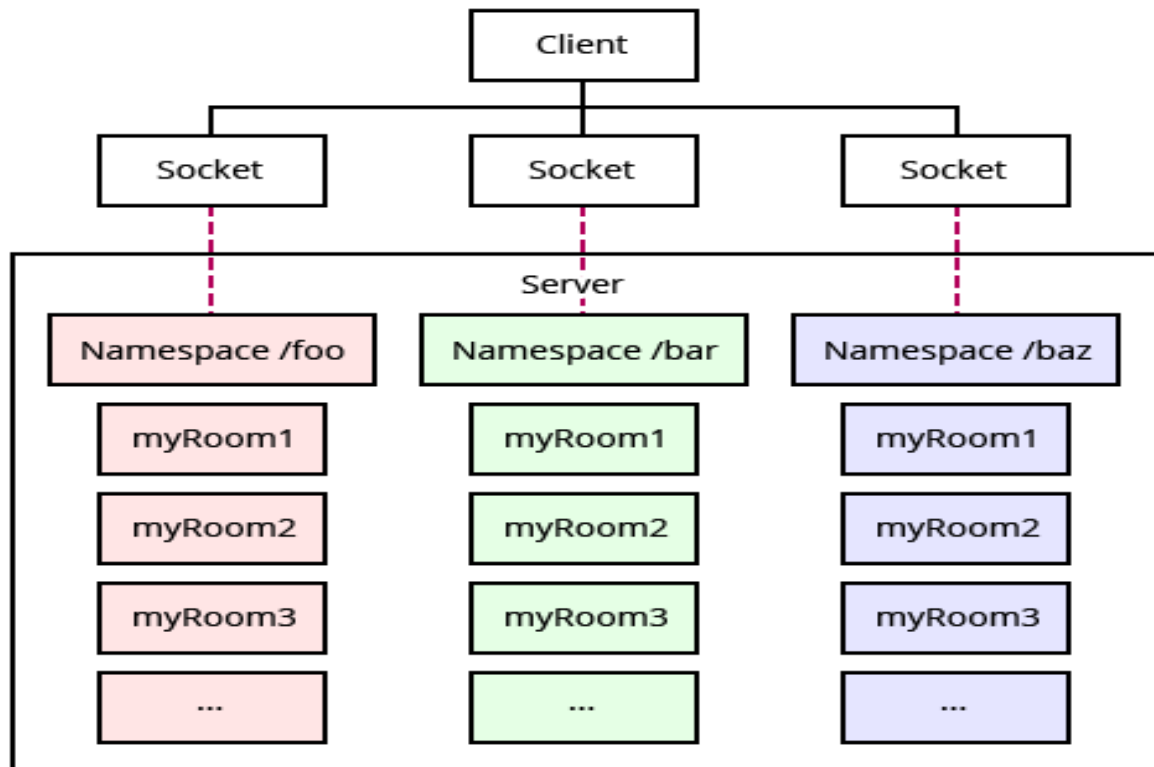 Client
Socket
Socket
Socket
Server
Namespace /foo
Namespace /bar
Namespace /baz
myRoom1
myRoom1
myRoom1
myRoom2
myRoom2
myRoom2
myRoom3
myRoom3
myRoom3
...
...
...